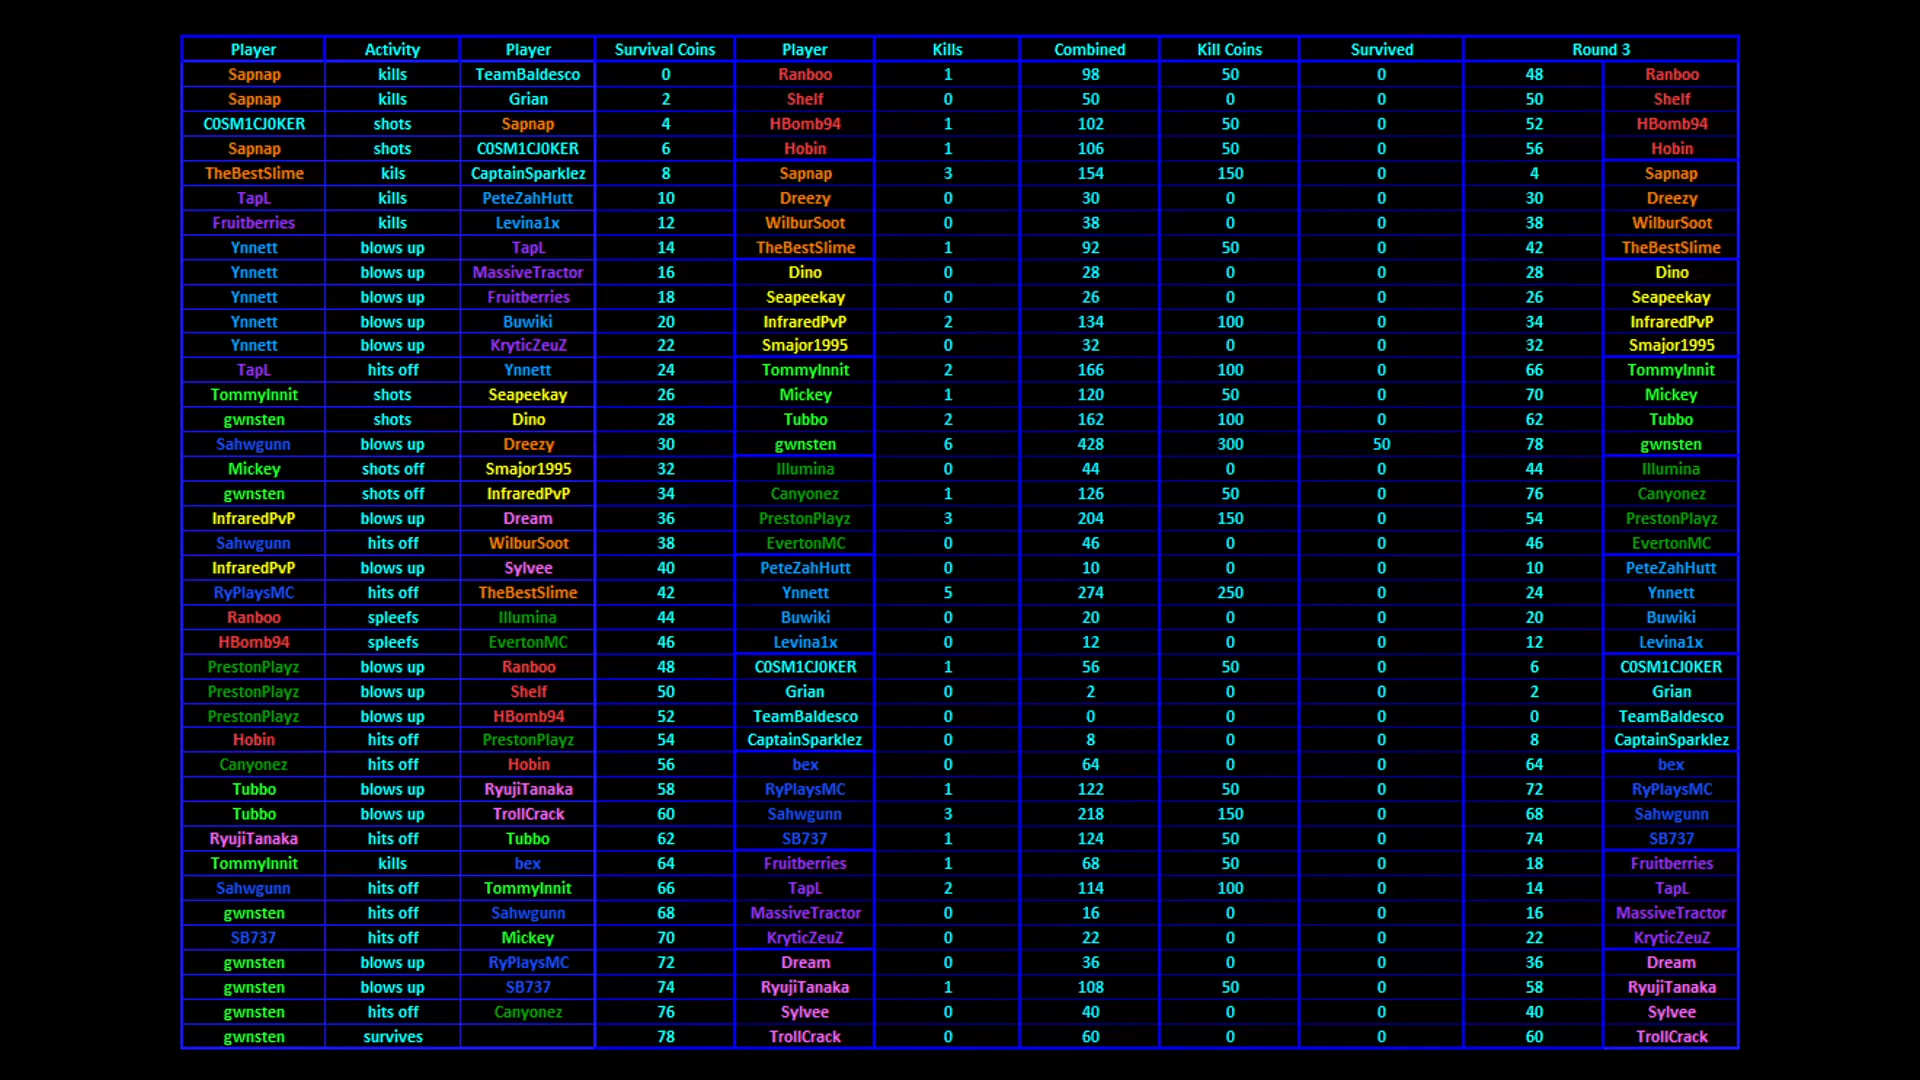 Player Activity Player Survival Coins Player Kills Combined Kill Coins Survived Round 3
Sapnap kills TeamBaldesco 0 Ranboo 1 98 50 0 48 Ranboo
Sapnap kills Grian 2 Shelf 0 50 0 0 50 Shelf
C0SM1CJ0KER shots Sapnap 4 HBomb94 1 102 50 0 52 HBomb94
Sapnap shots C0SM1CJ0KER 6 Hobin 1 106 50 0 56 Hobin
TheBestSlime kils CaptainSparklez 8 Sapnap 3 154 150 0 4 Sapnap
TapL kills PeteZahHutt 10 Dreezy 0 30 0 0 30 Dreezy
Fruitberries kills Levina1x 12 WilburSoot 0 38 0 0 38 WilburSoot
Ynnett blows up TapL 14 TheBestSlime 1 92 50 0 42 TheBestSlime
Ynnett blows up MassiveTractor 16 Dino 0 28 0 0 28 Dino
Ynnett blows up Fruitberries 18 Seapeekay 0 26 0 0 26 Seapeekay
Ynnett blows up Buwiki 20 InfraredPvP 2 134 100 0 34 InfraredPvP
Ynnett blows up KryticZeuZ 22 Smajor1995 0 32 0 0 32 Smajor1995
TapL hits off Ynnett 24 TommyInnit 2 166 100 0 66 TommyInnit
TommyInnit shots Seapeekay 26 Mickey 1 120 50 0 70 Mickey
gwnsten shots Dino 28 Tubbo 2 162 100 0 62 Tubbo
Sahwgunn blows up Dreezy 30 gwnsten 6 428 300 50 78 gwnsten
Mickey shots off Smajor1995 32 Illumina 0 44 0 0 44 Illumina
gwnsten shots off InfraredPvP 34 Canyonez 1 126 50 0 76 Canyonez
InfraredPvP blows up Dream 36 PrestonPlayz 3 204 150 0 54 PrestonPlayz
Sahwgunn hits off WilburSoot 38 EvertonMC 0 46 0 0 46 EvertonMC
InfraredPvP blows up Sylvee 40 PeteZahHutt 0 10 0 0 10 PeteZahHutt
RyPlaysMC hits off TheBestSlime 42 Ynnett 5 274 250 0 24 Ynnett
Ranboo spleefs Illumina 44 Buwiki 0 20 0 0 20 Buwiki
HBomb94 spleefs EvertonMC 46 Levina1x 0 12 0 0 12 Levina1x
PrestonPlayz blows up Ranboo 48 C0SM1CJ0KER 1 56 50 0 6 C0SM1CJ0KER
PrestonPlayz blows up Shelf 50 Grian 0 2 0 0 2 Grian
PrestonPlayz blows up HBomb94 52 TeamBaldesco 0 0 0 0 0 TeamBaldesco
Hobin hits off PrestonPlayz 54 CaptainSparklez 0 8 0 0 8 CaptainSparklez
Canyonez hits off Hobin 56 bex 0 64 0 0 64 bex
Tubbo blows up RyujiTanaka 58 RyPlaysMC 1 122 50 0 72 RyPlaysMC
Tubbo blows up TrollCrack 60 Sahwgunn 3 218 150 0 68 Sahwgunn
RyujiTanaka hits off Tubbo 62 SB737 1 124 50 0 74 SB737
TommyInnit kills bex 64 Fruitberries 1 68 50 0 18 Fruitberries
Sahwgunn hits off TommyInnit 66 TapL 2 114 100 0 14 TapL
gwnsten hits off Sahwgunn 68 MassiveTractor 0 16 0 0 16 MassiveTractor
SB737 hits off Mickey 70 KryticZeuZ 0 22 0 0 22 KryticZeuZ
gwnsten blows up RyPlaysMC 72 Dream 0 36 0 0 36 Dream
gwnsten blows up SB737 74 RyujiTanaka 1 108 50 0 58 RyujiTanaka
gwnsten hits off Canyonez 76 Sylvee 0 40 0 0 40 Sylvee
gwnsten survives 78 TrollCrack 0 60 0 0 60 TrollCrack